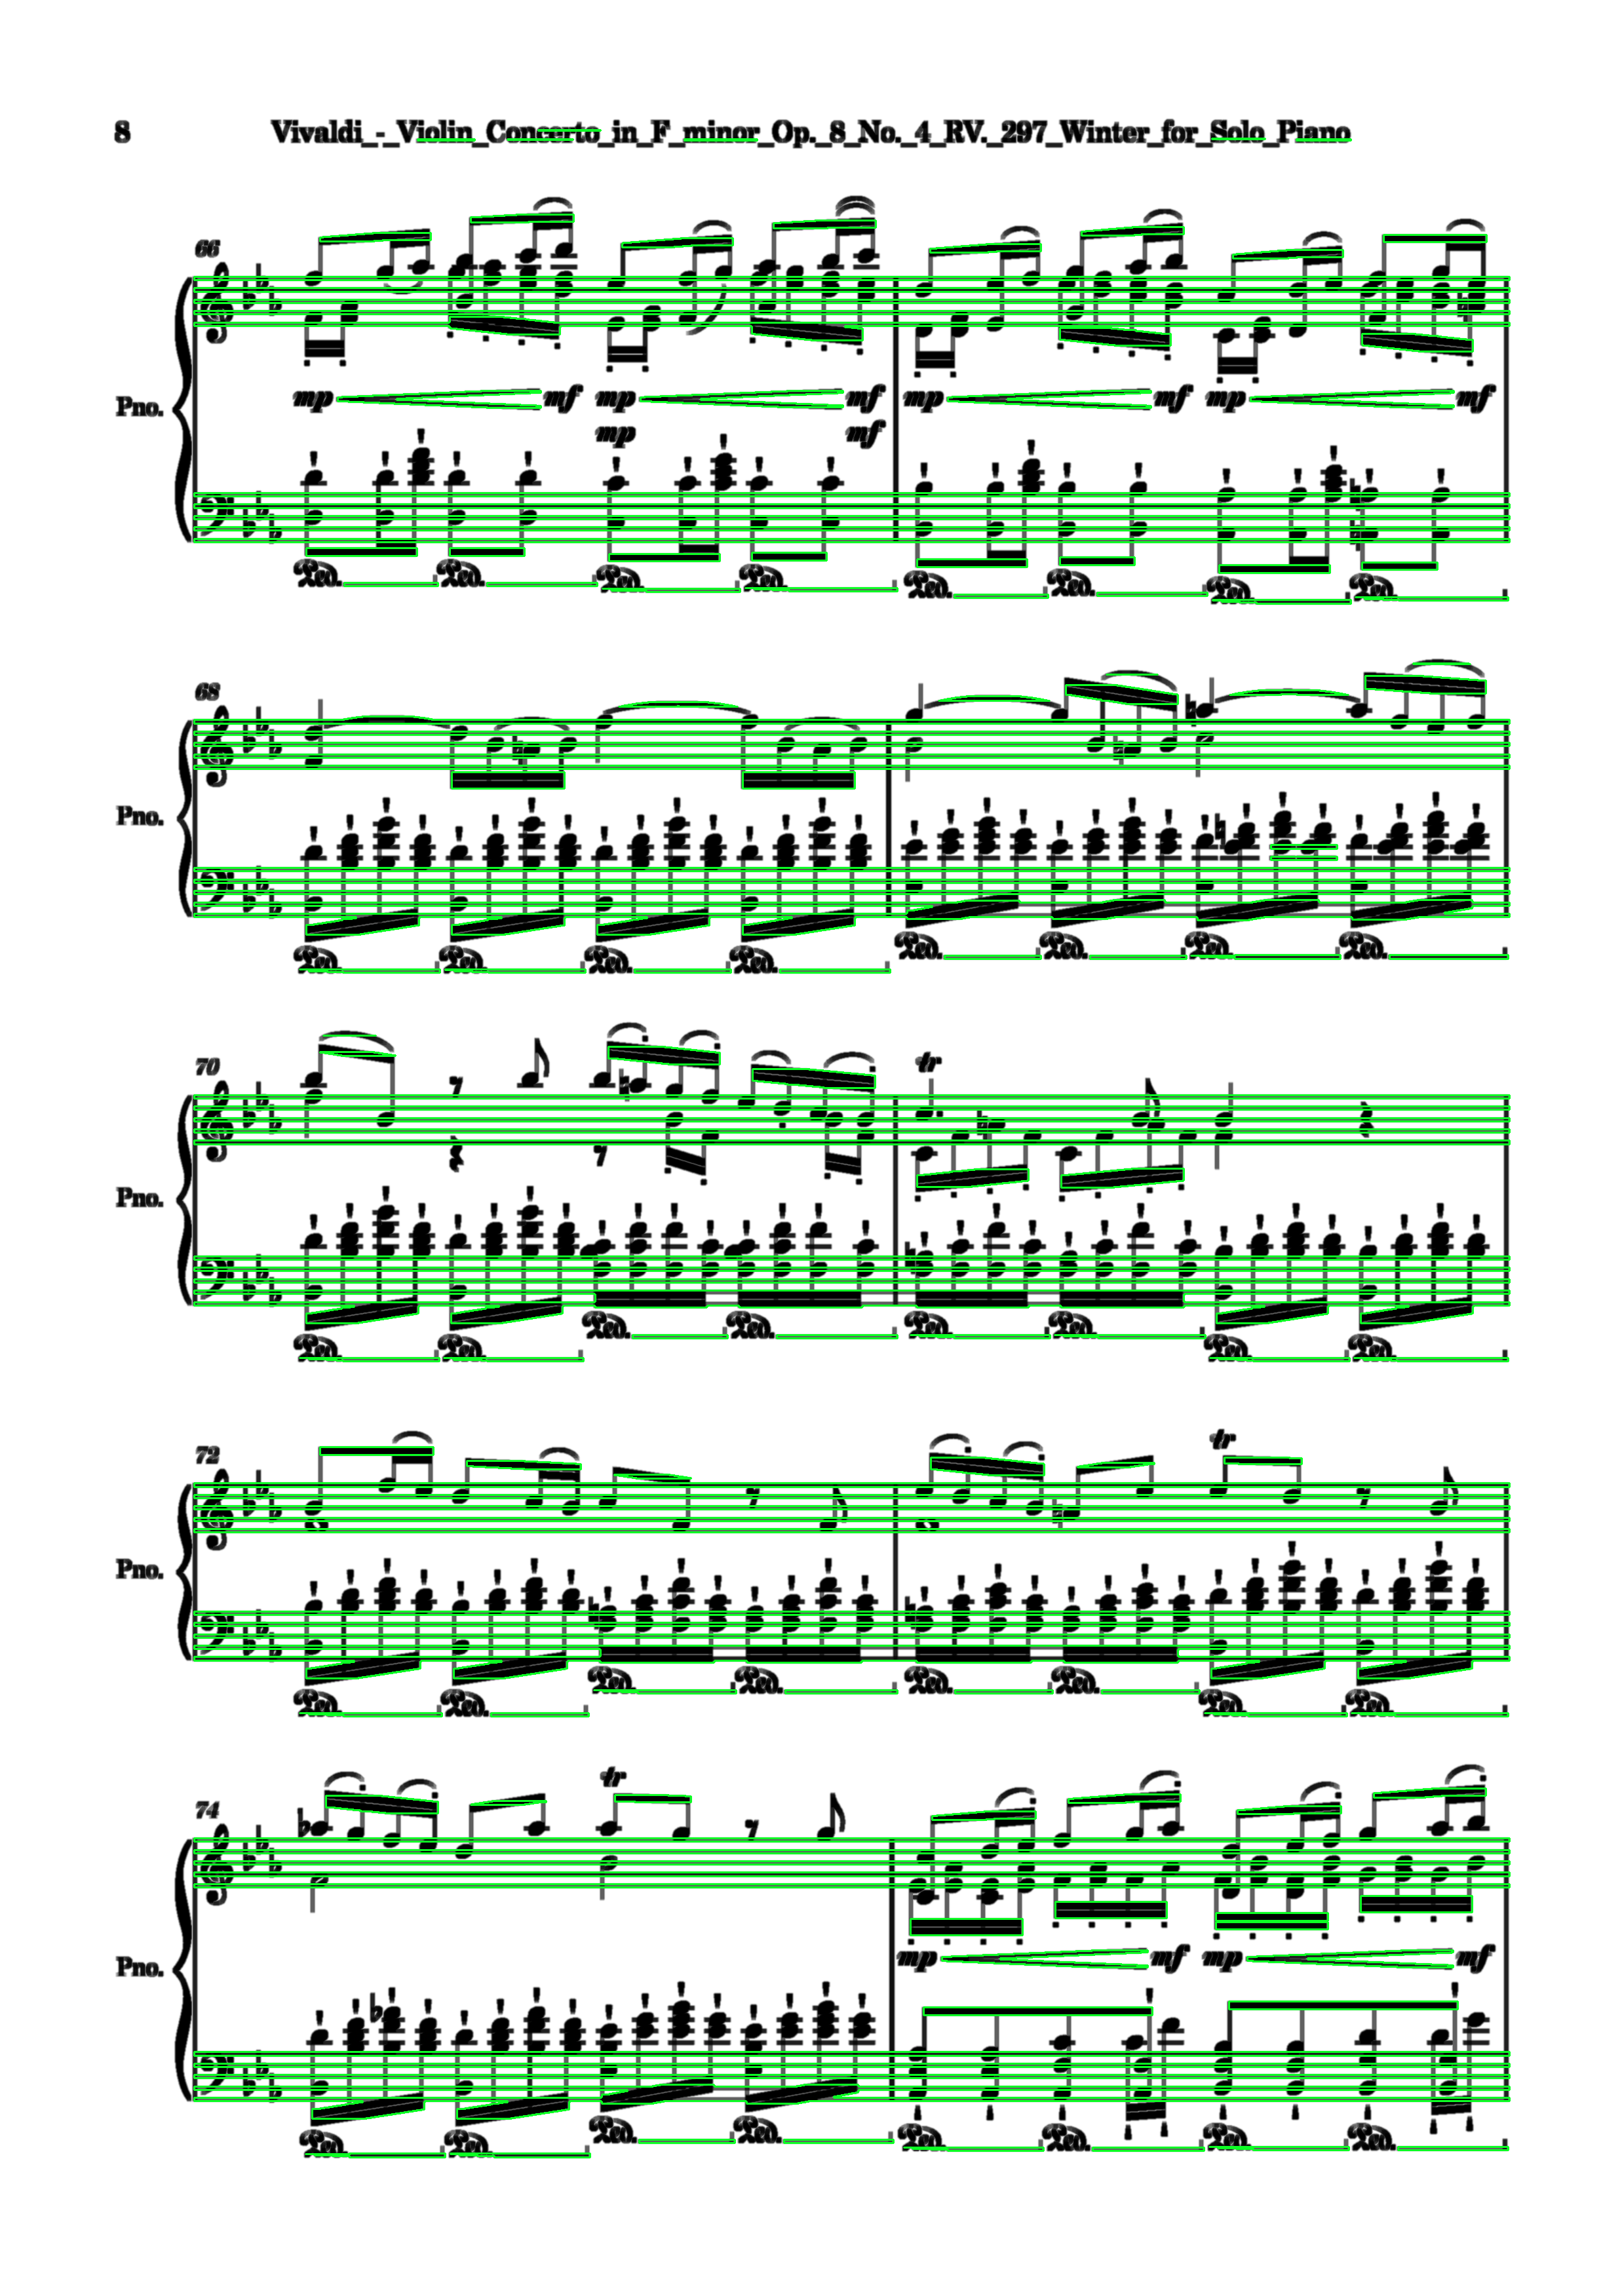 8 Vivaldi_-_Violin_Concerto_in_F_minor_Op._8_No._4_RV._297_Winter_for_Solo_Piano
66
mp mf mp mf mp mf mp mf
Pno.
mp mf
Ped. Ped. Ped. Ped. Ped. Ped. Ped. Ped.
68
Pno.
Ped. Ped. Ped. Ped. Ped. Ped. Ped. Ped.
70 tr
Pno.
Ped. Ped. Ped. Ped. Ped. Ped. Ped. Ped.
72 tr
Pno.
Ped. Ped. Ped. Ped. Ped. Ped. Ped. Ped.
74 tr
mp mf mp mf
Pno.
Ped. Ped. Ped. Ped. Ped. Ped. Ped. Ped.